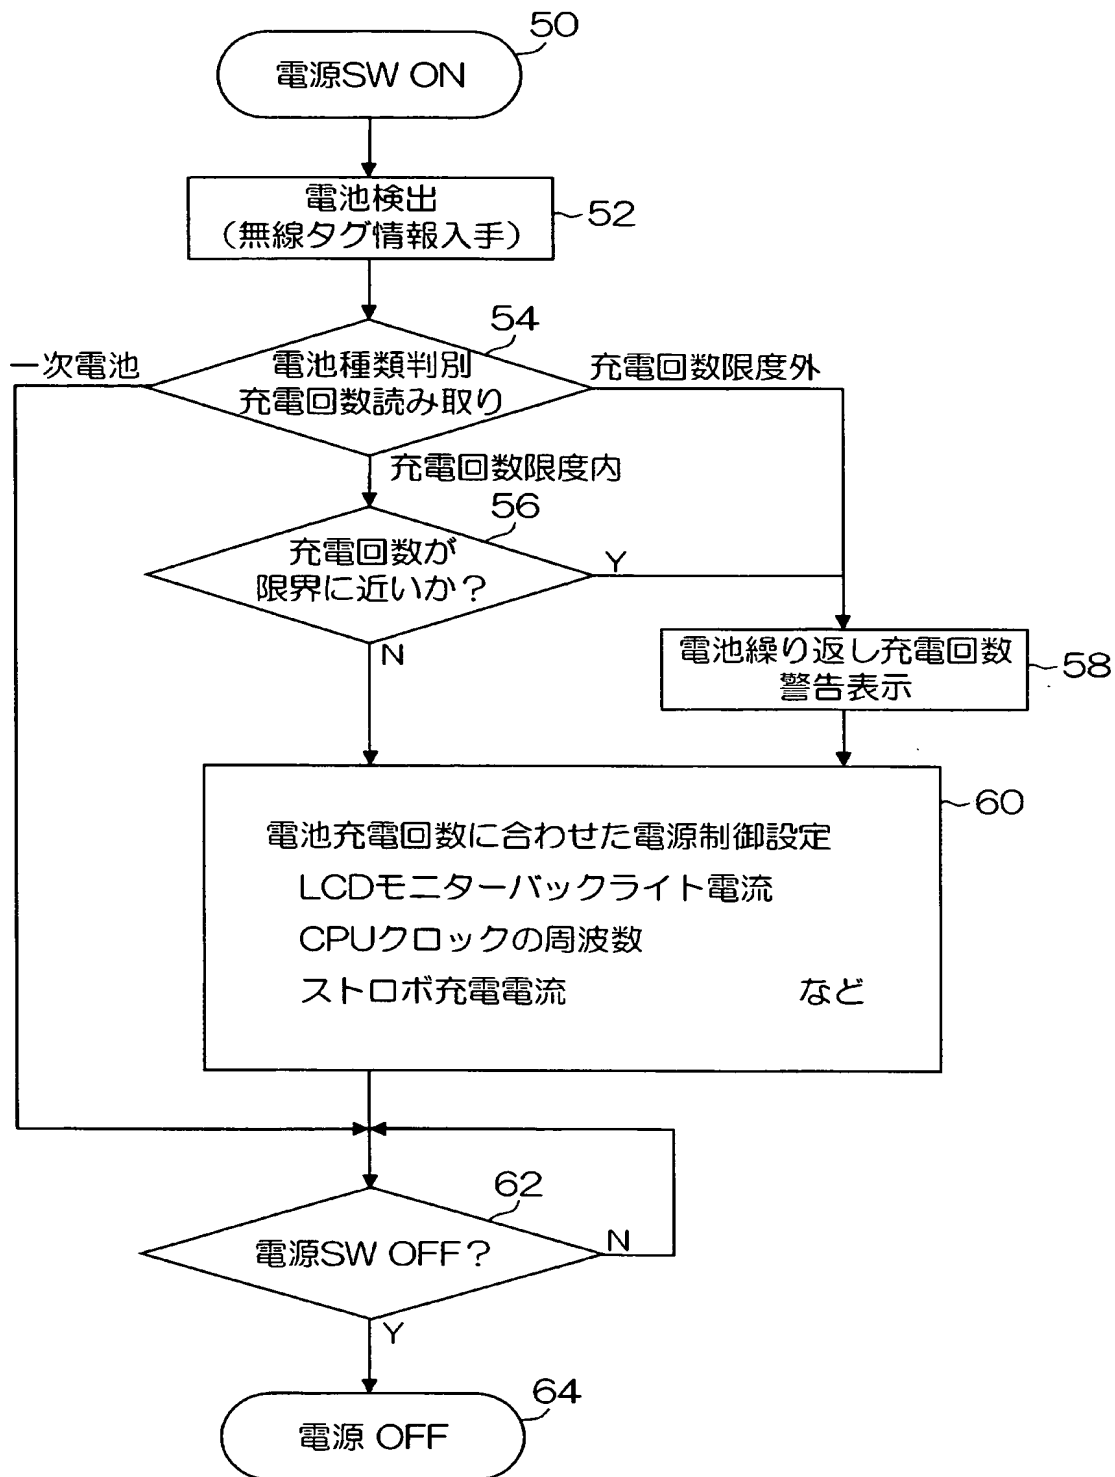 50
電源SW ON
電池検出
(無線タグ情報入手)
52
54
一次電池
電池種類判別
充電回数読み取り
充電回数限度外
充電回数限度内
56
充電回数が
限界に近いか?
Y
N
電池繰り返し充電回数
警告表示
58
60
電池充電回数に合わせた電源制御設定
LCDモニターバックライト電流
CPUクロックの周波数
ストロボ充電電流 など
62
電源SW OFF?
N
Y
64
電源 OFF